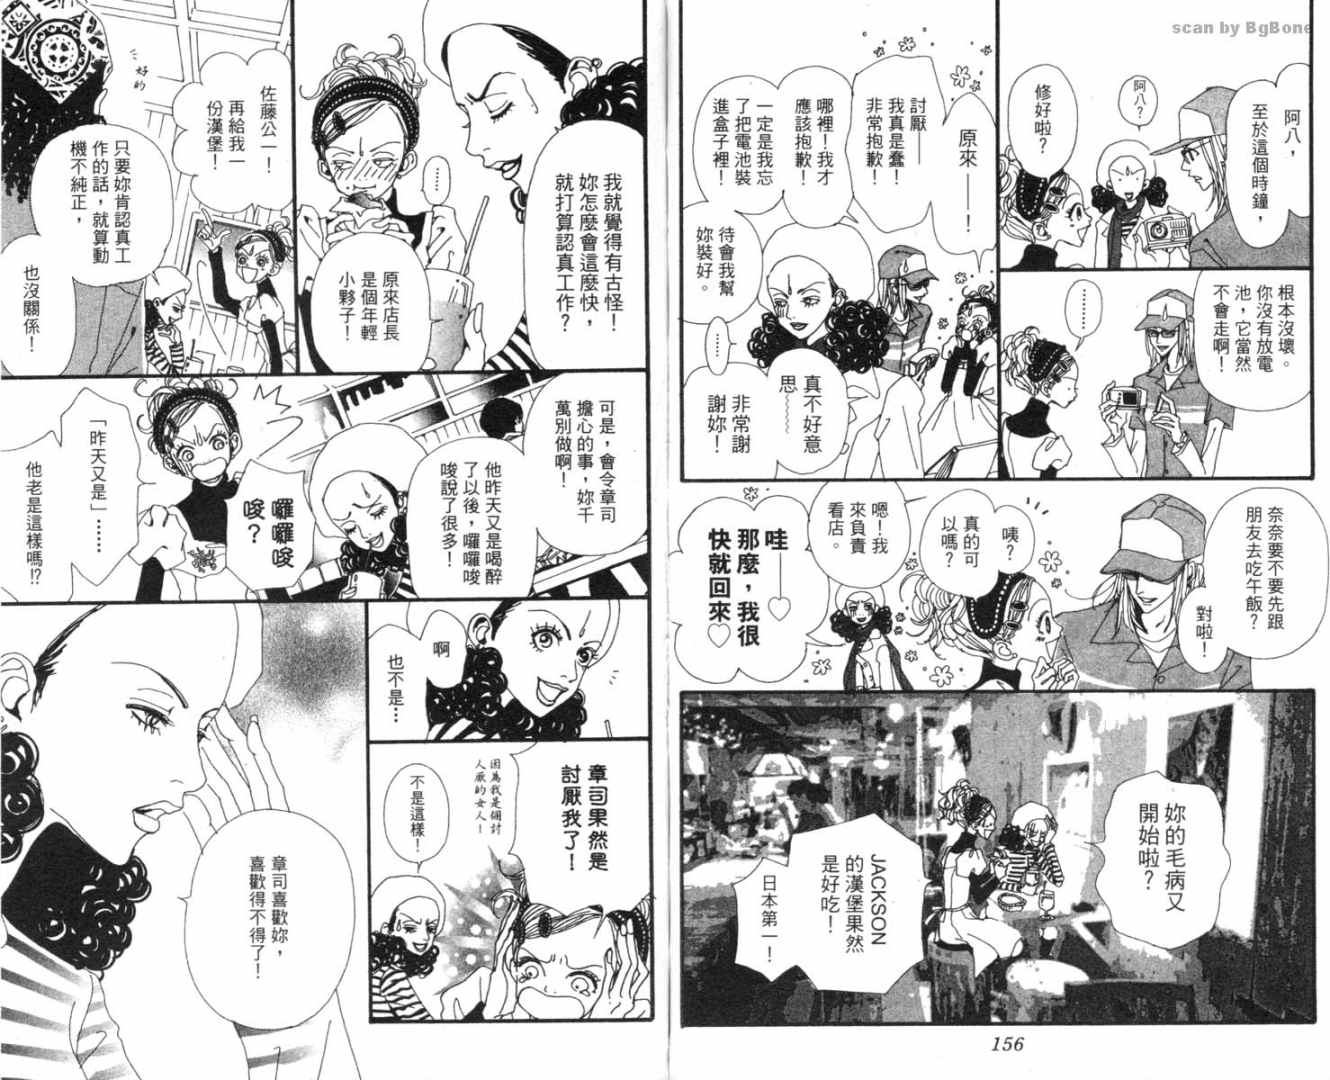 scan by BgBone
阿八，
至於這個時鐘，
阿八？
修好啦？
根本沒壞。
你沒有放電
池，它當然
不會走啊！
⋯⋯
原來——！
討厭——
我真是蠢！
非常抱歉！
哪裡！我才
應該抱歉！
一定是我忘
了把電池裝
進盒子裡！
待會我幫
妳裝好。
⋯⋯
真不好意
思～～～
非常謝
謝妳！
奈奈要不要先跟
朋友去吃午飯？
對啦！
咦？
真的可
以嗎？
嗯！我
來負責
看店。
哇——♡
那麼，我很
快就回來♡
妳的毛病又
開始啦？
JACKSON
的漢堡果然
是好吃！
日本第一！
156
我就覺得有古怪！
妳怎麼會這麼快，
就打算認真工作？
⋯⋯
原來店長
是個年輕
小夥子！
佐藤公一！
再給我一
份漢堡！
好的
只要妳肯認真工
作的話，就算動
機不純正，
也沒關係！
可是，會令章司
擔心的事，妳千
萬別做啊！
他昨天又是喝醉
了以後，囉囉唆
唆說了很多！
囉囉唆
唆？
「昨天又是」⋯⋯
他老是這樣嗎!?
啊
也不是⋯
章司果然是
討厭我了！
因為我是個討
人厭的女人！
不是這樣！
章司喜歡妳，
喜歡得不得了！